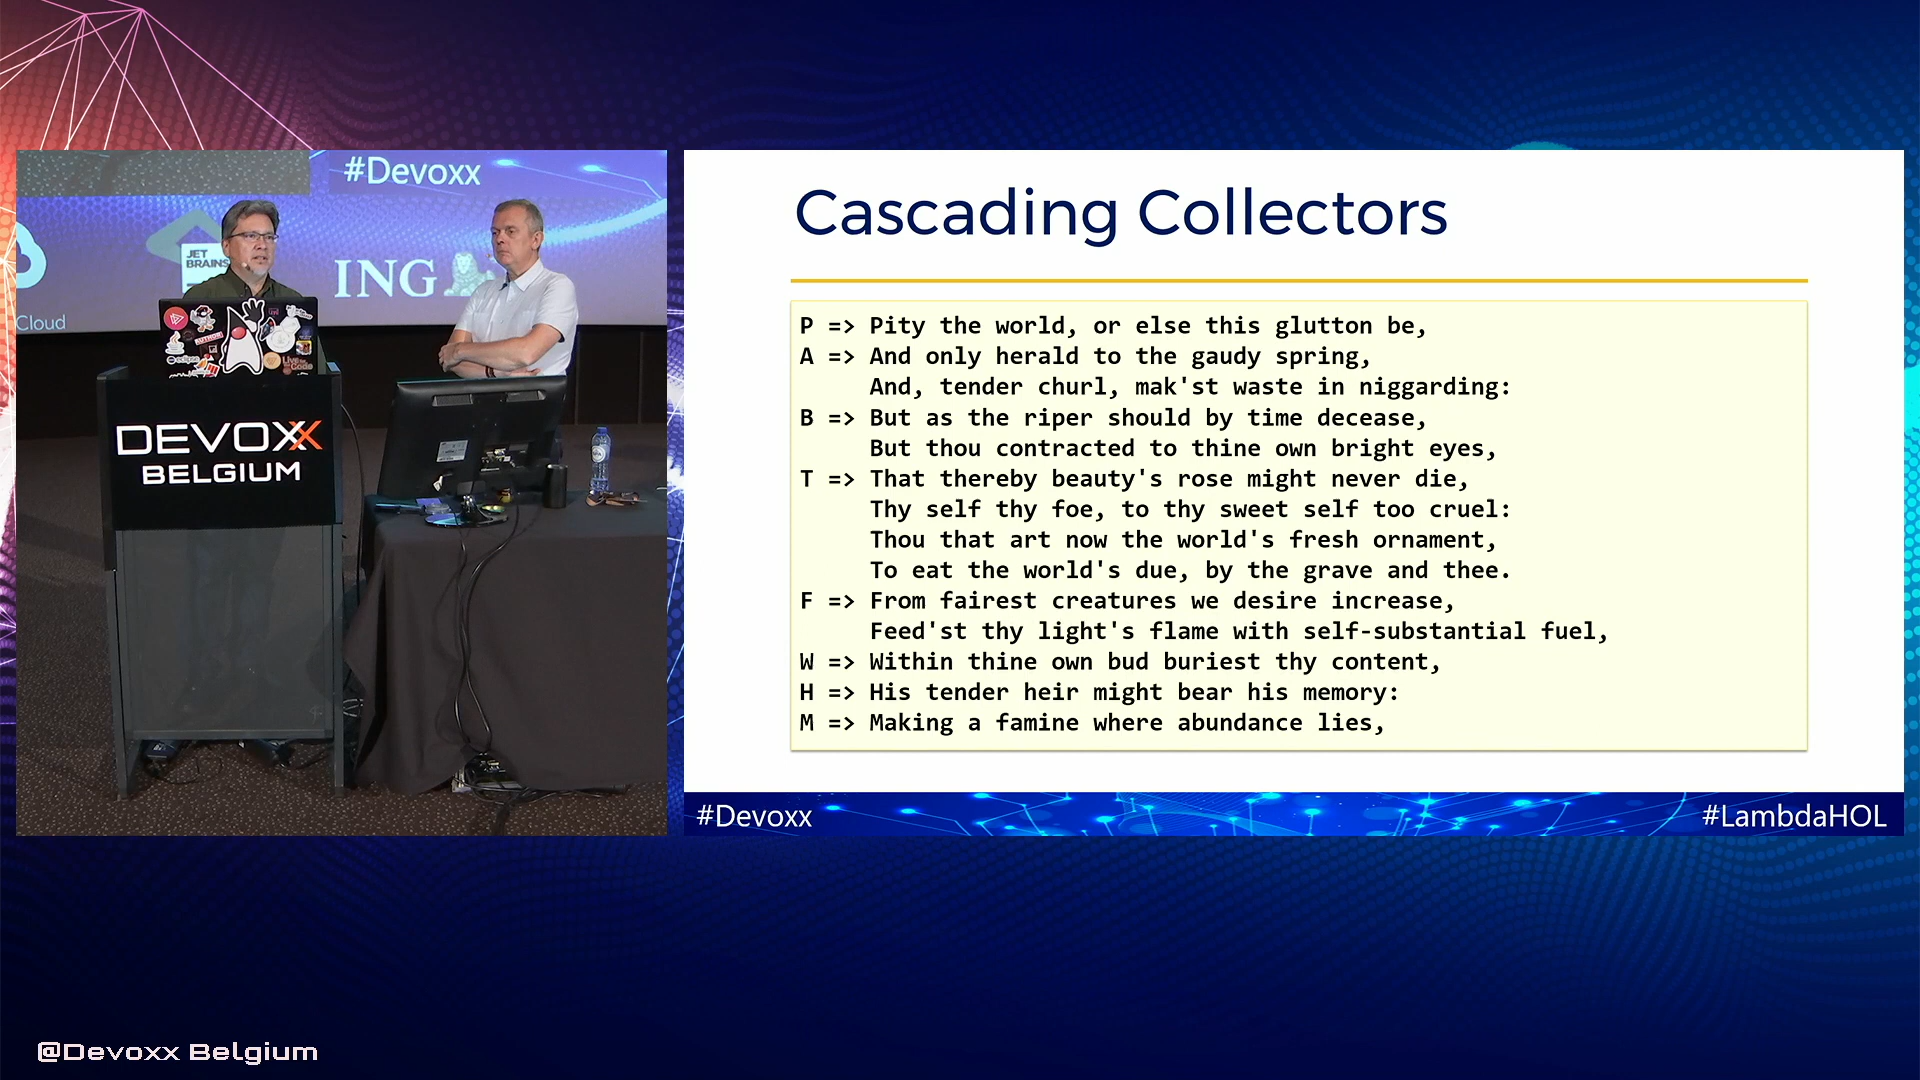 #Devoxx
JET
BRAINS
ING
Cloud
DEVOXX
BELGIUM
Cascading Collectors
P => Pity the world, or else this glutton be,
A => And only herald to the gaudy spring,
And, tender churl, mak'st waste in niggarding:
B => But as the riper should by time decease,
But thou contracted to thine own bright eyes,
T => That thereby beauty's rose might never die,
Thy self thy foe, to thy sweet self too cruel:
Thou that art now the world's fresh ornament,
To eat the world's due, by the grave and thee.
F => From fairest creatures we desire increase,
Feed'st thy light's flame with self-substantial fuel,
W => Within thine own bud buriest thy content,
H => His tender heir might bear his memory:
M => Making a famine where abundance lies,
#Devoxx
#LambdaHOL
@Devoxx Belgium